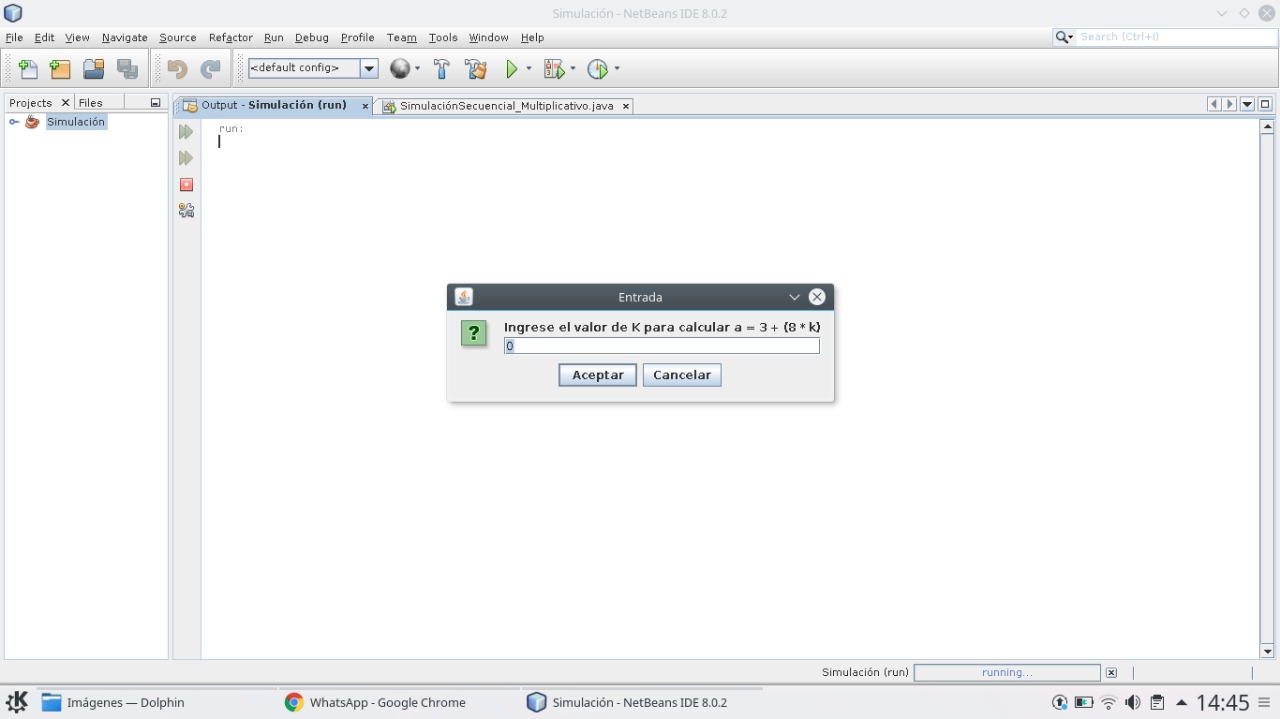 Simulación - NetBeans IDE 8.0.2
File Edit View Navigate Source Refactor Run Debug Profile Team Tools Window Help
Search (Ctrl+I)
<default config>
Projects Files
Output - Simulación (run)
SimulaciónSecuencial_Multiplicativo.java
Simulación
run:
Entrada
Ingrese el valor de K para calcular a = 3 + (8 * k)
0
Aceptar Cancelar
Simulación (run) running...
Imágenes — Dolphin
WhatsApp - Google Chrome
Simulación - NetBeans IDE 8.0.2
14:45